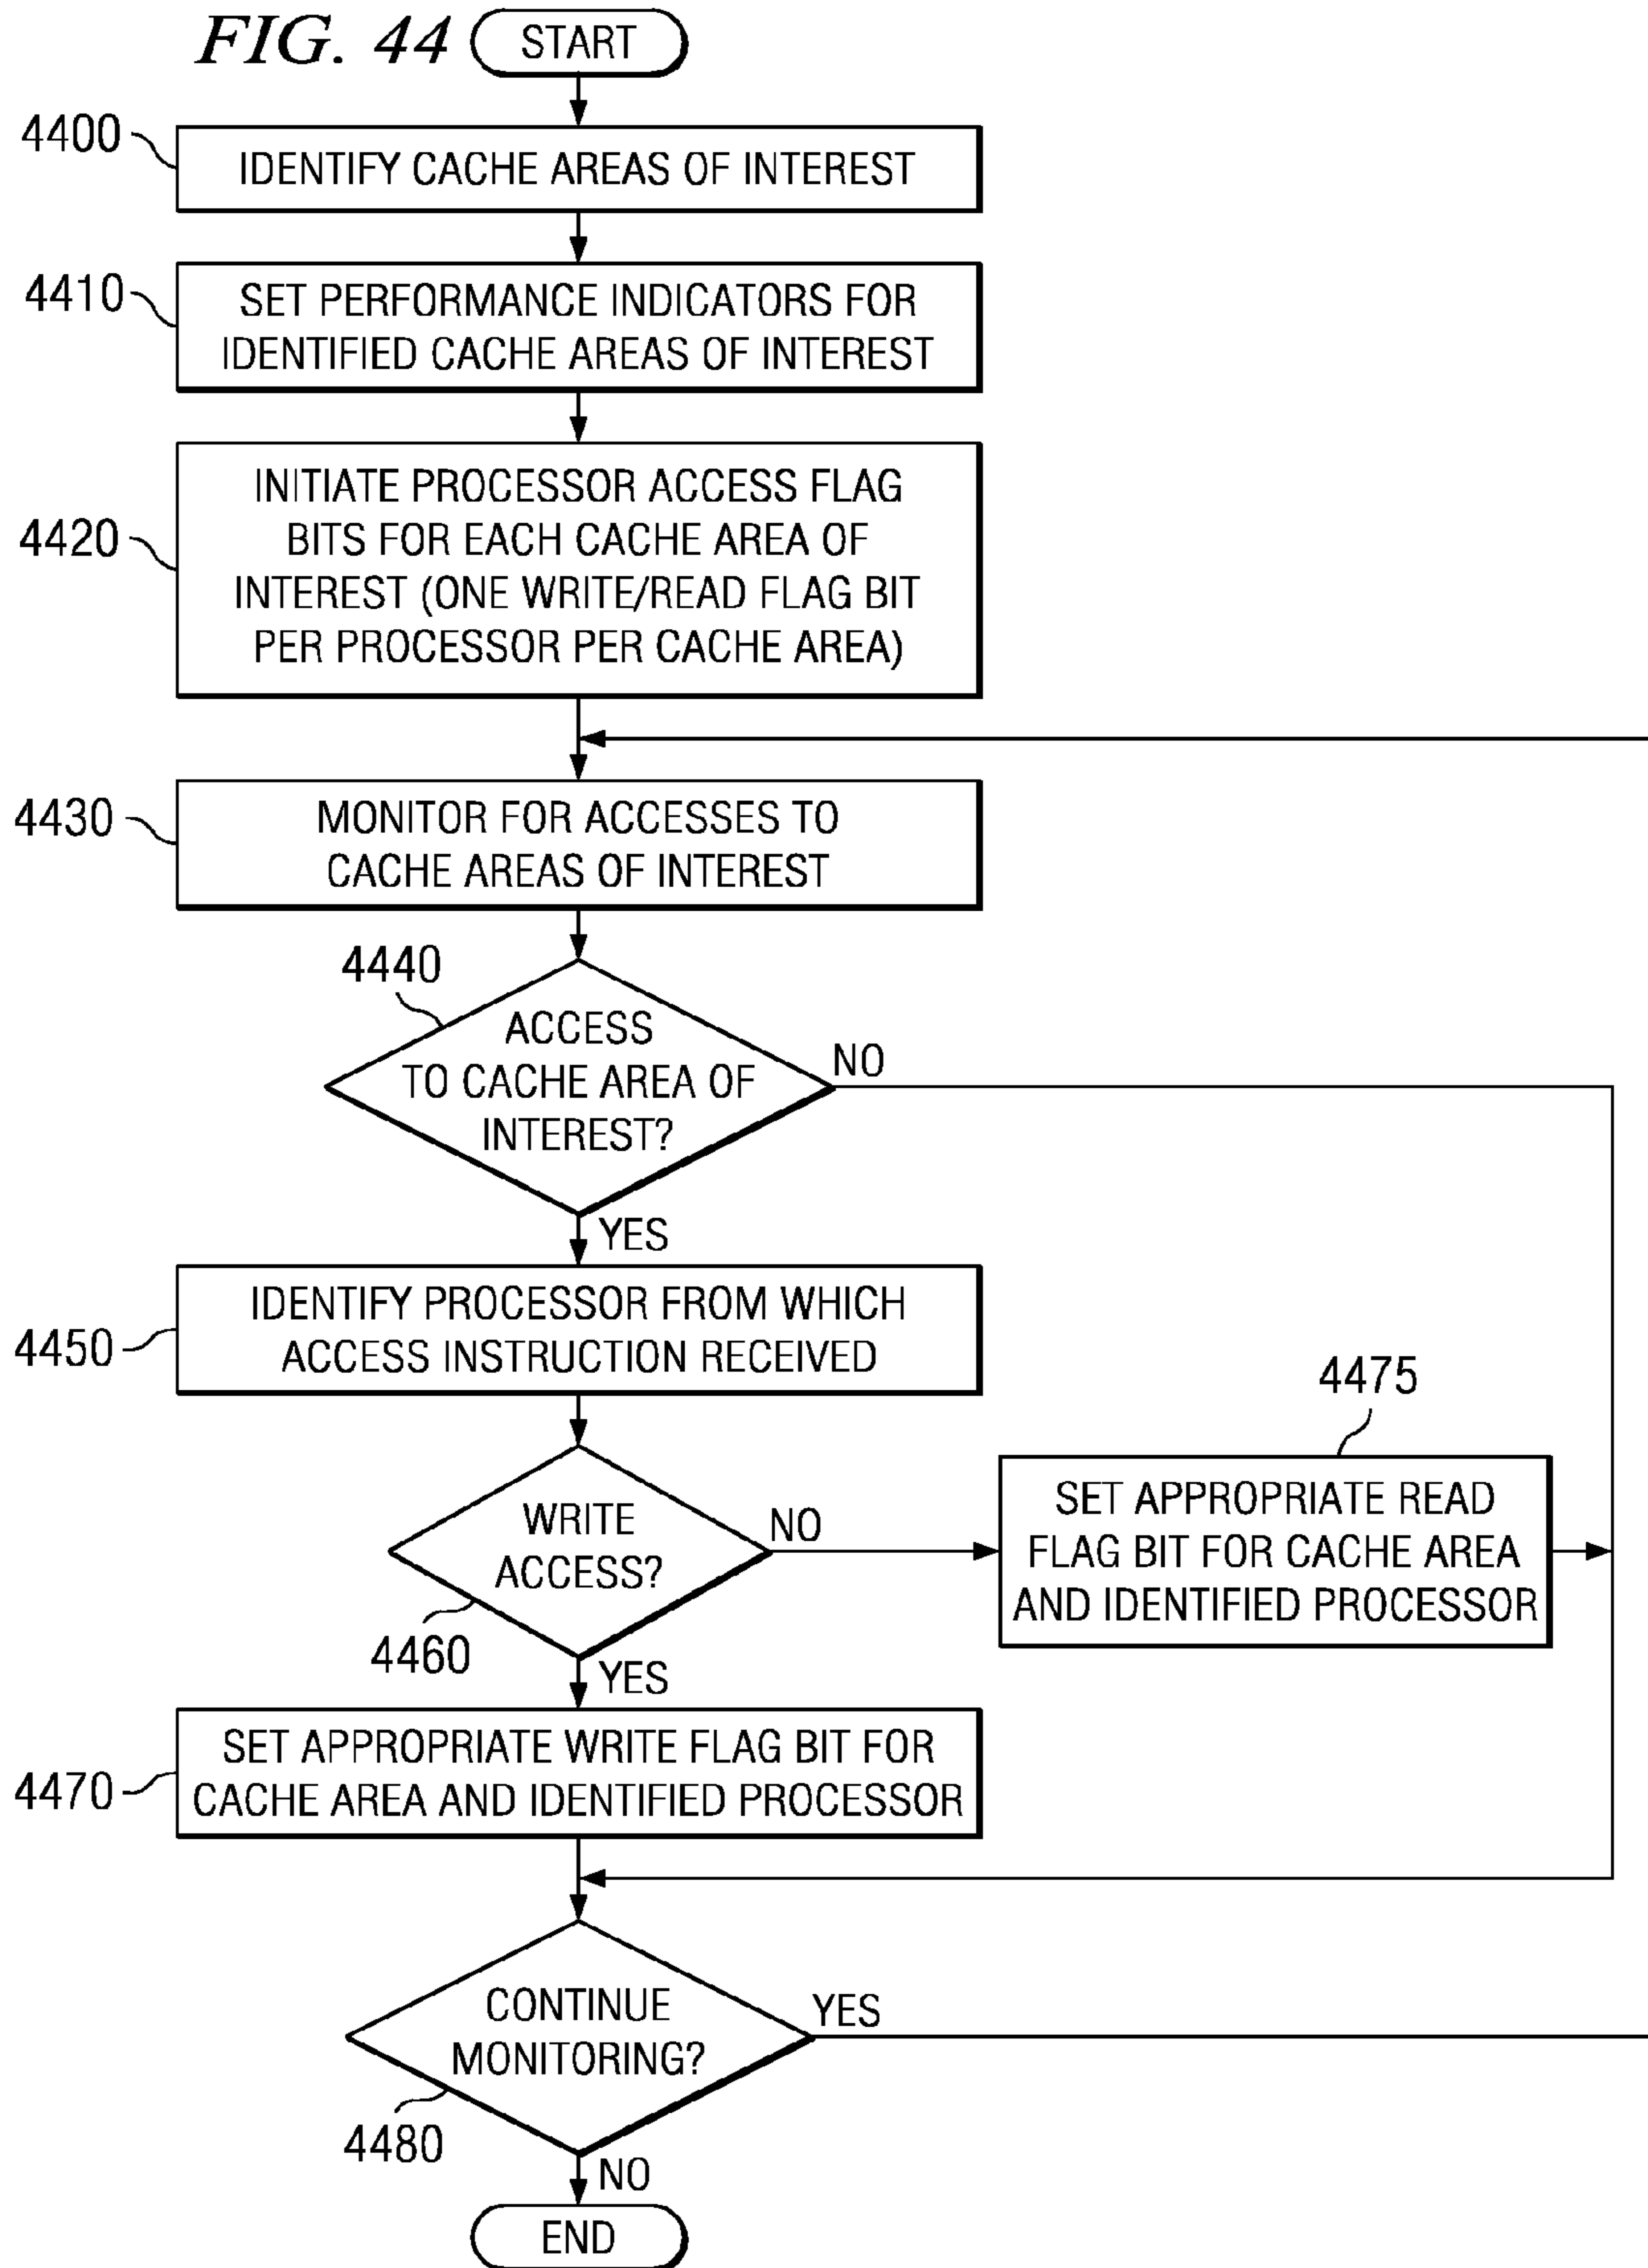 FIG. 44
START
4400
IDENTIFY CACHE AREAS OF INTEREST
4410
SET PERFORMANCE INDICATORS FOR
IDENTIFIED CACHE AREAS OF INTEREST
4420
INITIATE PROCESSOR ACCESS FLAG
BITS FOR EACH CACHE AREA OF
INTEREST (ONE WRITE/READ FLAG BIT
PER PROCESSOR PER CACHE AREA)
4430
MONITOR FOR ACCESSES TO
CACHE AREAS OF INTEREST
4440
ACCESS
TO CACHE AREA OF
INTEREST?
NO
YES
4450
IDENTIFY PROCESSOR FROM WHICH
ACCESS INSTRUCTION RECEIVED
4460
WRITE
ACCESS?
NO
4475
SET APPROPRIATE READ
FLAG BIT FOR CACHE AREA
AND IDENTIFIED PROCESSOR
YES
4470
SET APPROPRIATE WRITE FLAG BIT FOR
CACHE AREA AND IDENTIFIED PROCESSOR
CONTINUE
MONITORING?
YES
4480
NO
END